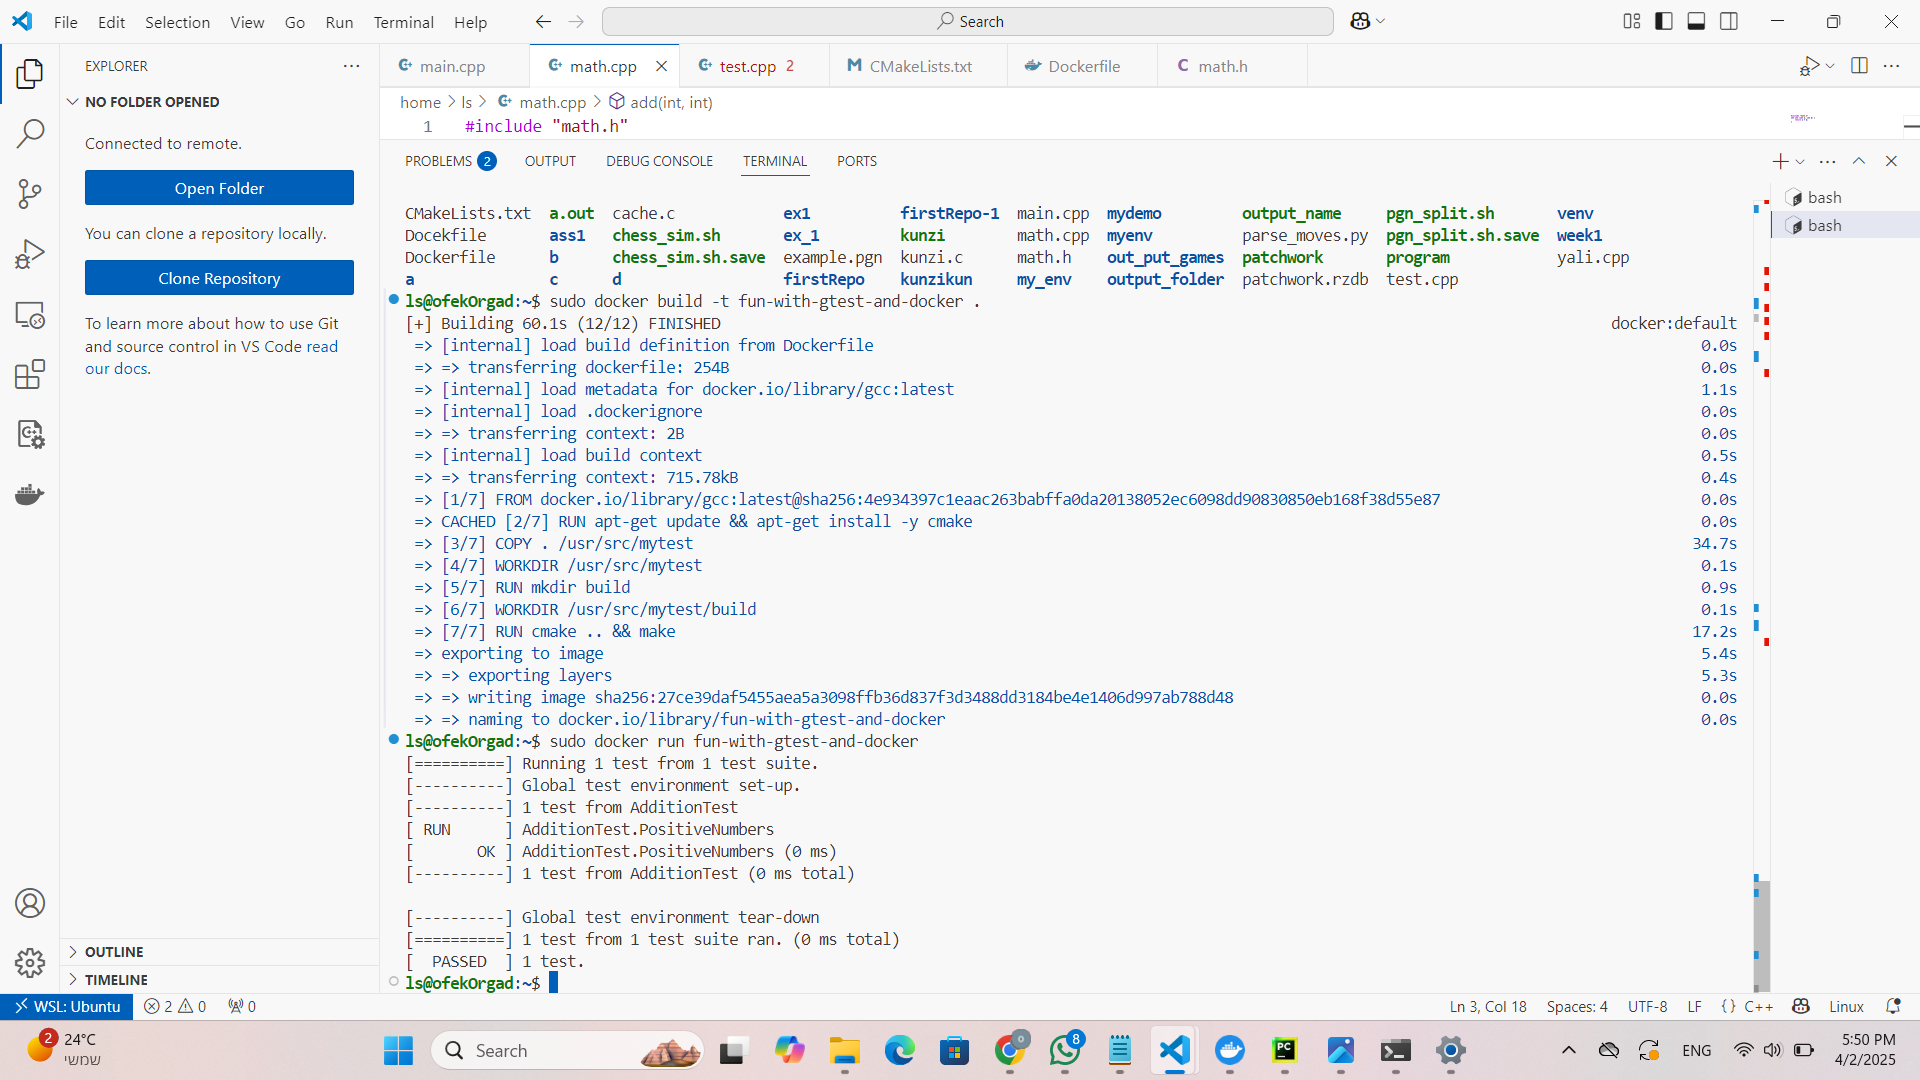 File Edit Selection View Go Run Terminal Help
Search
EXPLORER
NO FOLDER OPENED
Connected to remote.
Open Folder
You can clone a repository locally.
Clone Repository
To learn more about how to use Git
and source control in VS Code read
our docs.
OUTLINE
TIMELINE
main.cpp math.cpp test.cpp 2 CMakeLists.txt Dockerfile math.h
home > ls > math.cpp > add(int, int)
1 #include "math.h"
PROBLEMS 2 OUTPUT DEBUG CONSOLE TERMINAL PORTS
bash
bash
CMakeLists.txt a.out cache.c ex1 firstRepo-1 main.cpp mydemo output_name pgn_split.sh venv
Docekfile ass1 chess_sim.sh ex_1 kunzi math.cpp myenv parse_moves.py pgn_split.sh.save week1
Dockerfile b chess_sim.sh.save example.pgn kunzi.c math.h out_put_games patchwork program yali.cpp
a c d firstRepo kunzikun my_env output_folder patchwork.rzdb test.cpp
ls@ofekOrgad:~$ sudo docker build -t fun-with-gtest-and-docker .
[+] Building 60.1s (12/12) FINISHED docker:default
=> [internal] load build definition from Dockerfile 0.0s
=> => transferring dockerfile: 254B 0.0s
=> [internal] load metadata for docker.io/library/gcc:latest 1.1s
=> [internal] load .dockerignore 0.0s
=> => transferring context: 2B 0.0s
=> [internal] load build context 0.5s
=> => transferring context: 715.78kB 0.4s
=> [1/7] FROM docker.io/library/gcc:latest@sha256:4e934397c1eaac263babffa0da20138052ec6098dd90830850eb168f38d55e87 0.0s
=> CACHED [2/7] RUN apt-get update && apt-get install -y cmake 0.0s
=> [3/7] COPY . /usr/src/mytest 34.7s
=> [4/7] WORKDIR /usr/src/mytest 0.1s
=> [5/7] RUN mkdir build 0.9s
=> [6/7] WORKDIR /usr/src/mytest/build 0.1s
=> [7/7] RUN cmake .. && make 17.2s
=> exporting to image 5.4s
=> => exporting layers 5.3s
=> => writing image sha256:27ce39daf5455aea5a3098ffb36d837f3d3488dd3184be4e1406d997ab788d48 0.0s
=> => naming to docker.io/library/fun-with-gtest-and-docker 0.0s
ls@ofekOrgad:~$ sudo docker run fun-with-gtest-and-docker
[==========] Running 1 test from 1 test suite.
[----------] Global test environment set-up.
[----------] 1 test from AdditionTest
[ RUN      ] AdditionTest.PositiveNumbers
[       OK ] AdditionTest.PositiveNumbers (0 ms)
[----------] 1 test from AdditionTest (0 ms total)
[----------] Global test environment tear-down
[==========] 1 test from 1 test suite ran. (0 ms total)
[  PASSED  ] 1 test.
ls@ofekOrgad:~$
WSL: Ubuntu 2 0 0 Ln 3, Col 18 Spaces: 4 UTF-8 LF {} C++ Linux
2 24°C
שמשי
Search
0
8
PC
ENG
5:50 PM
4/2/2025